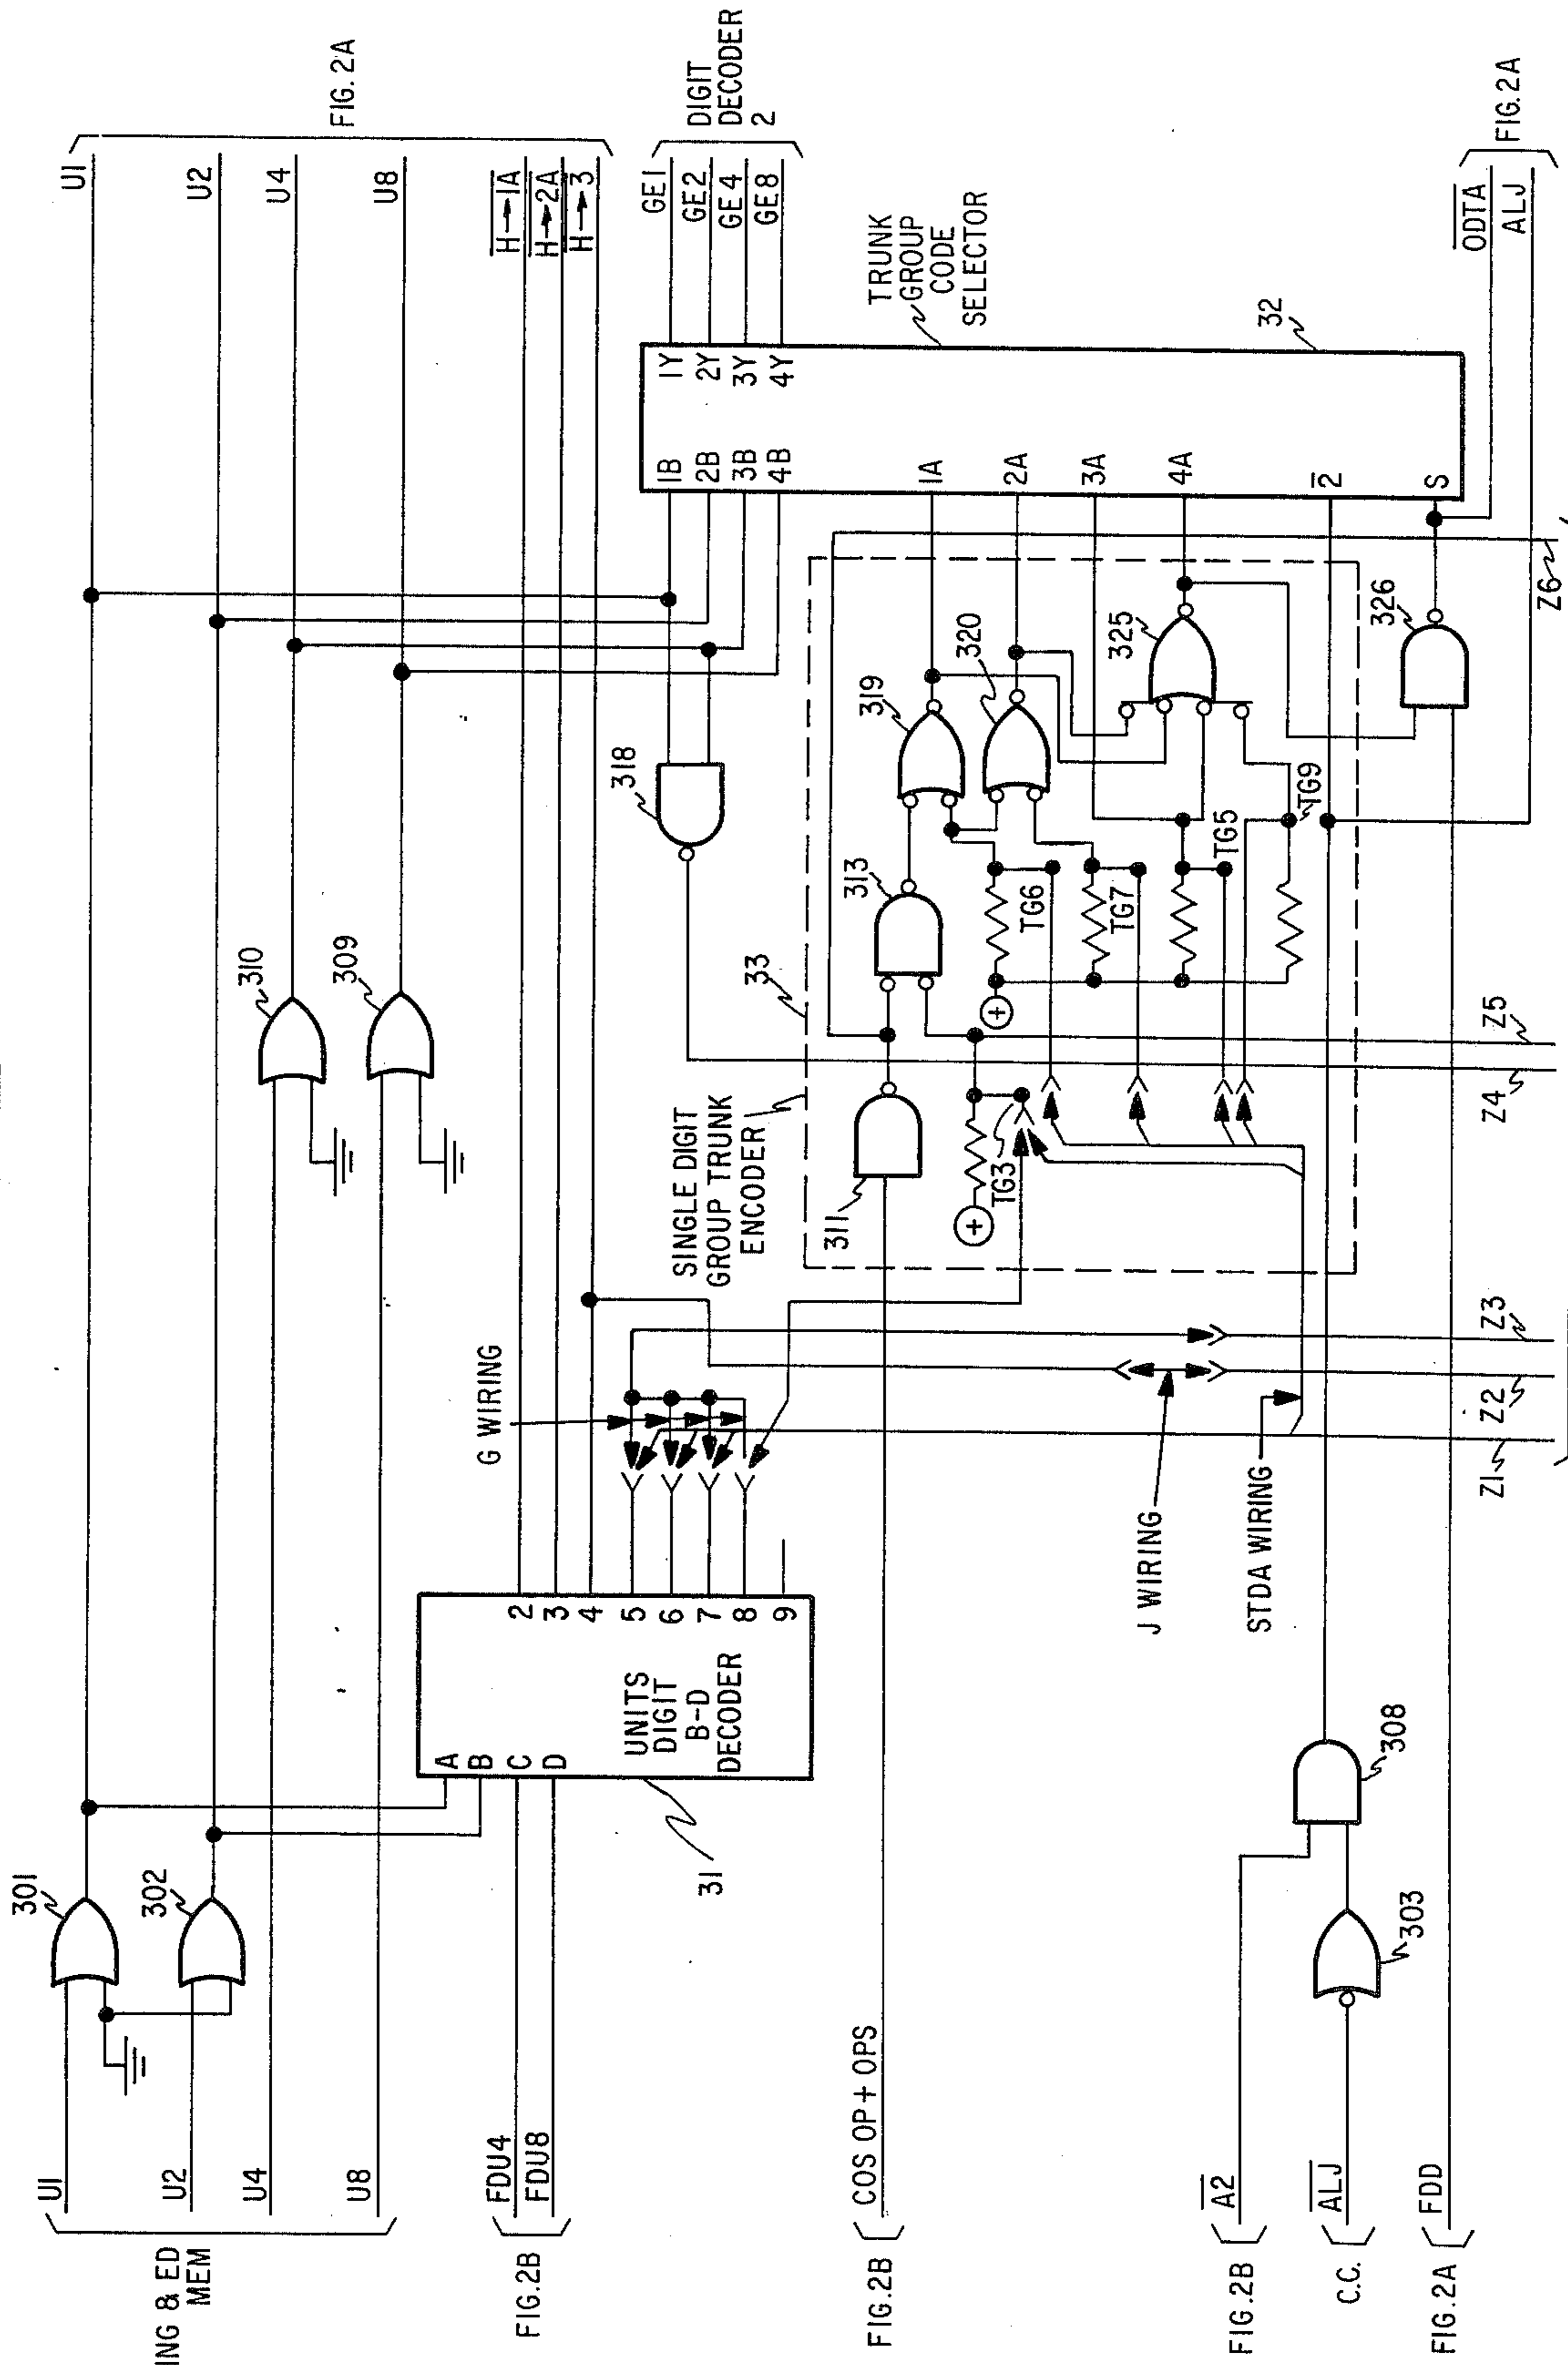 U1
U2
U4
U8
ING & ED
MEM
FDU4
FDU8
FIG.2B
COS OP + OPS
FIG.2B
A2
FIG.2B
ALJ
C.C.
FDD
FIG.2A
301
302
310
309
A
B
C
D
2
3
4
5
6
7
8
9
UNITS
DIGIT
B-D
DECODER
31
G WIRING
J WIRING
STDA WIRING
303
308
SINGLE DIGIT
GROUP TRUNK
ENCODER
33
311
313
318
319
320
325
326
TG3
TG6
TG7
TG5
TG9
+
+
Z1
Z2
Z3
Z4
Z5
Z6
1B
2B
3B
4B
1A
2A
3A
4A
2
S
1Y
2Y
3Y
4Y
TRUNK
GROUP
CODE
SELECTOR
32
U1
U2
U4
U8
H→1A
H→2A
H→3
FIG. 2A
GE1
GE2
GE4
GE8
DIGIT
DECODER
2
ODTA
ALJ
FIG.2A